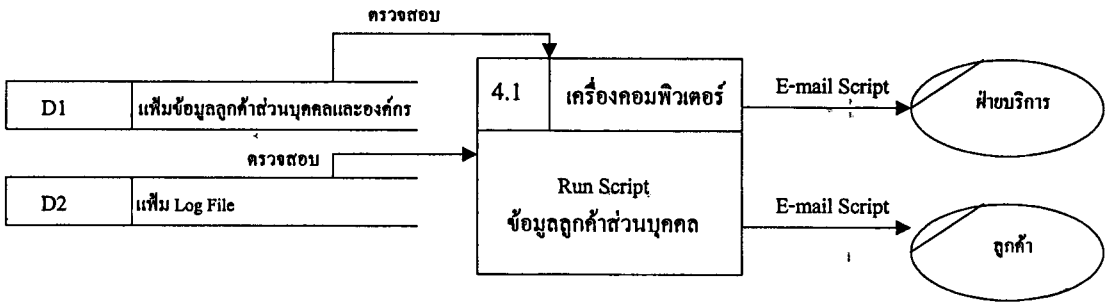 ตรวจสอบ
D1 แฟ้มข้อมูลลูกค้าส่วนบุคคลและองค์กร
ตรวจสอบ
D2 แฟ้ม Log File
4.1 เครื่องคอมพิวเตอร์
Run Script
ข้อมูลลูกค้าส่วนบุคคล
E-mail Script
ฝ่ายบริการ
E-mail Script
ลูกค้า